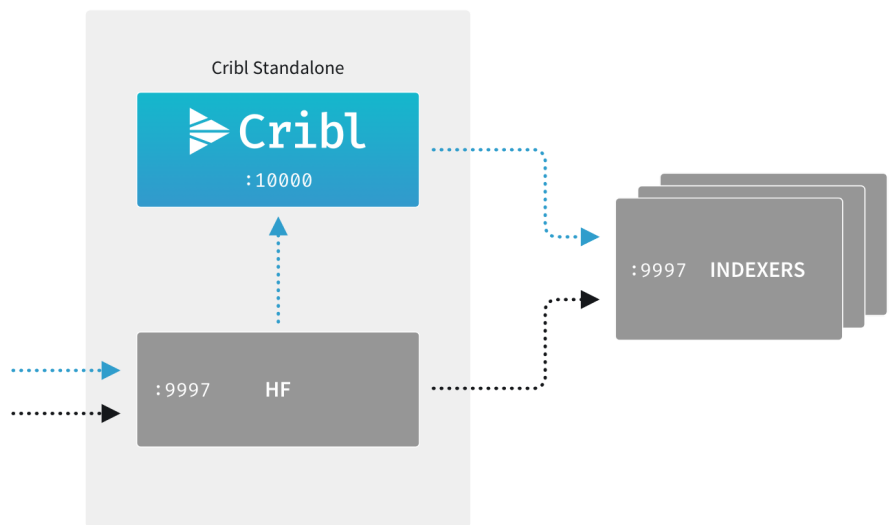 Cribl Standalone
Cribl
:10000
:9997 INDEXERS
:9997 HF